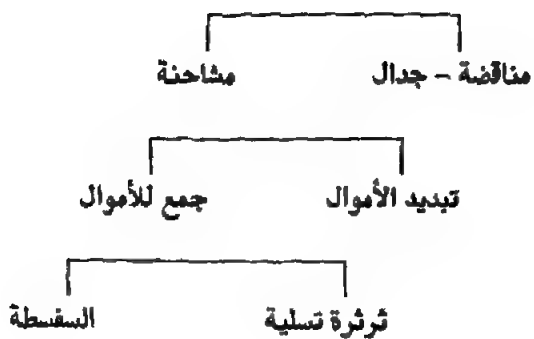 مناقضة – جدال مشاحنة
تبديد الأموال جمع للأموال
ثرثرة تسلية السفسطة